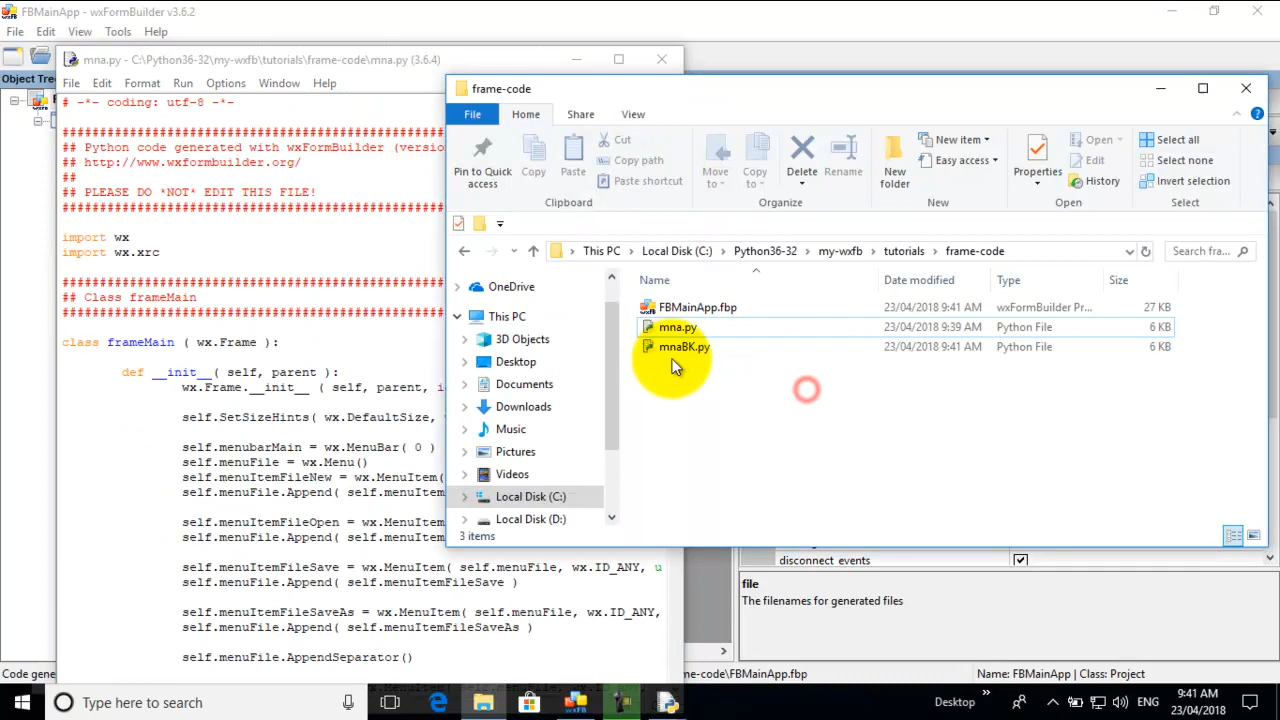 FBMainApp - wxFormBuilder v3.6.2
File Edit View Tools Help
Object Tree
mna.py - C:\Python36-32\my-wxfb\tutorials\frame-code\mna.py (3.6.4)
File Edit Format Run Options Window Help
# -*- coding: utf-8 -*-
## Python code generated with wxFormBuilder (versio
## http://www.wxformbuilder.org/
##
## PLEASE DO *NOT* EDIT THIS FILE!
import wx
import wx.xrc
## Class frameMain
class frameMain ( wx.Frame ):
def __init__( self, parent ):
wx.Frame.__init__ ( self, parent, i
self.SetSizeHints( wx.DefaultSize,
self.menubarMain = wx.MenuBar( 0 )
self.menuFile = wx.Menu()
self.menuItemFileNew = wx.MenuItem(
self.menuFile.Append( self.menuItem
self.menuItemFileOpen = wx.MenuItem
self.menuFile.Append( self.menuItem
self.menuItemFileSave = wx.MenuItem( self.menuFile, wx.ID_ANY, u
self.menuFile.Append( self.menuItemFileSave )
self.menuItemFileSaveAs = wx.MenuItem( self.menuFile, wx.ID_ANY,
self.menuFile.Append( self.menuItemFileSaveAs )
self.menuFile.AppendSeparator()
frame-code
File Home Share View
Pin to Quick access
Copy
Paste
Cut
Copy path
Paste shortcut
Clipboard
Move to
Copy to
Delete
Rename
Organize
New folder
New item
Easy access
New
Properties
Open
Edit
History
Open
Select all
Select none
Invert selection
Select
This PC Local Disk (C:) Python36-32 my-wxfb tutorials frame-code
Search fra...
OneDrive
This PC
3D Objects
Desktop
Documents
Downloads
Music
Pictures
Videos
Local Disk (C:)
Local Disk (D:)
Name Date modified Type Size
FBMainApp.fbp 23/04/2018 9:41 AM wxFormBuilder Pr... 27 KB
mna.py 23/04/2018 9:39 AM Python File 6 KB
mnaBK.py 23/04/2018 9:41 AM Python File 6 KB
3 items
disconnect_events
file
The filenames for generated files
Code gene
me-code\FBMainApp.fbp
Name: FBMainApp | Class: Project
Type here to search
Desktop
ENG
9:41 AM
23/04/2018